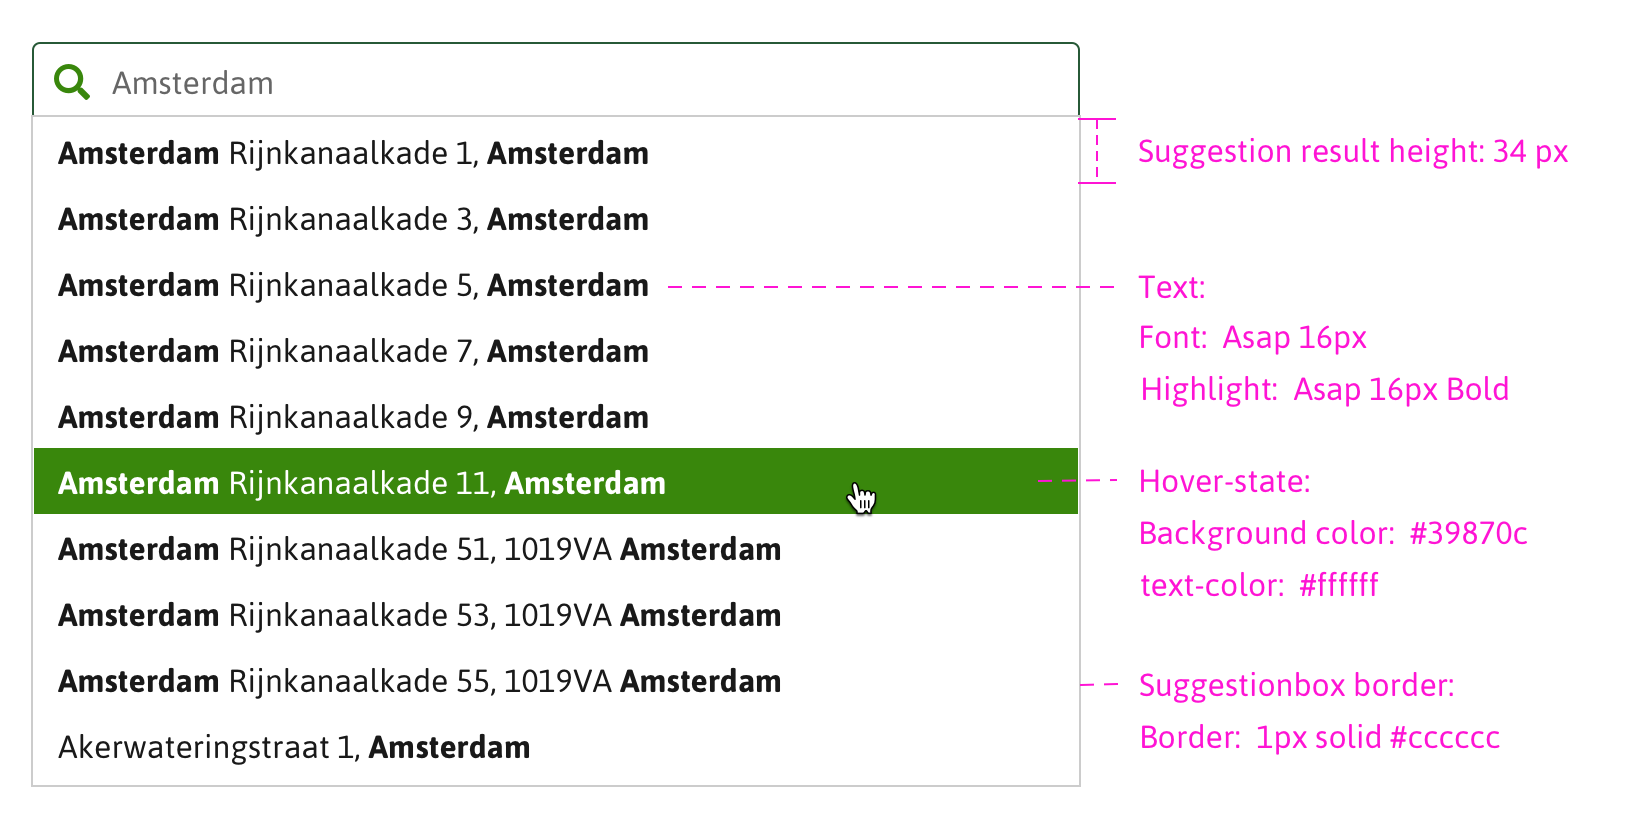 Amsterdam
Amsterdam Rijnkanaalkade 1, Amsterdam
Suggestion result height: 34 px
Amsterdam Rijnkanaalkade 3, Amsterdam
Amsterdam Rijnkanaalkade 5, Amsterdam
Text:
Font: Asap 16px
Amsterdam Rijnkanaalkade 7, Amsterdam
Highlight: Asap 16px Bold
Amsterdam Rijnkanaalkade 9, Amsterdam
Amsterdam Rijnkanaalkade 11, Amsterdam
Hover-state:
Background color: #39870c
Amsterdam Rijnkanaalkade 51, 1019VA Amsterdam
text-color: #ffffff
Amsterdam Rijnkanaalkade 53, 1019VA Amsterdam
Amsterdam Rijnkanaalkade 55, 1019VA Amsterdam
Suggestionbox border:
Border: 1px solid #cccccc
Akerwateringstraat 1, Amsterdam